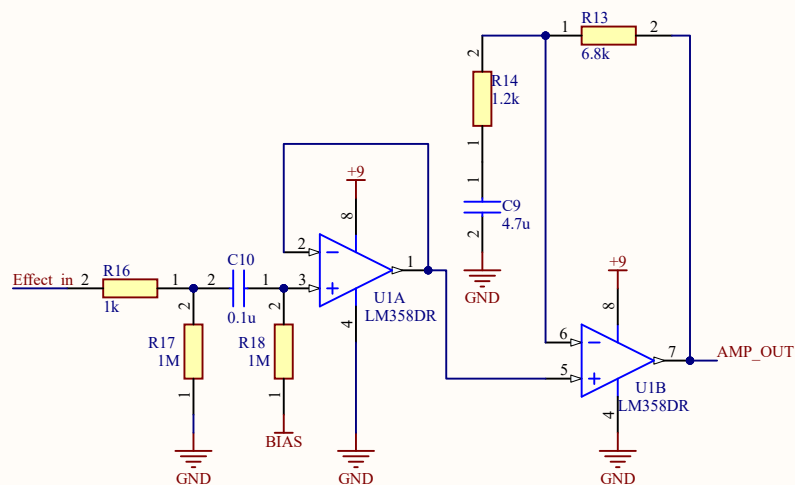 1
R13
2
6.8k
2
R14
1.2k
1
1
C9
4.7u
2
GND
+9
8
2
1
3
U1A
LM358DR
4
GND
Effect_in
2
R16
1
1k
2
C10
1
0.1u
2
R17
1M
1
GND
2
R18
1M
1
BIAS
+9
8
6
7
5
AMP_OUT
U1B
LM358DR
4
GND